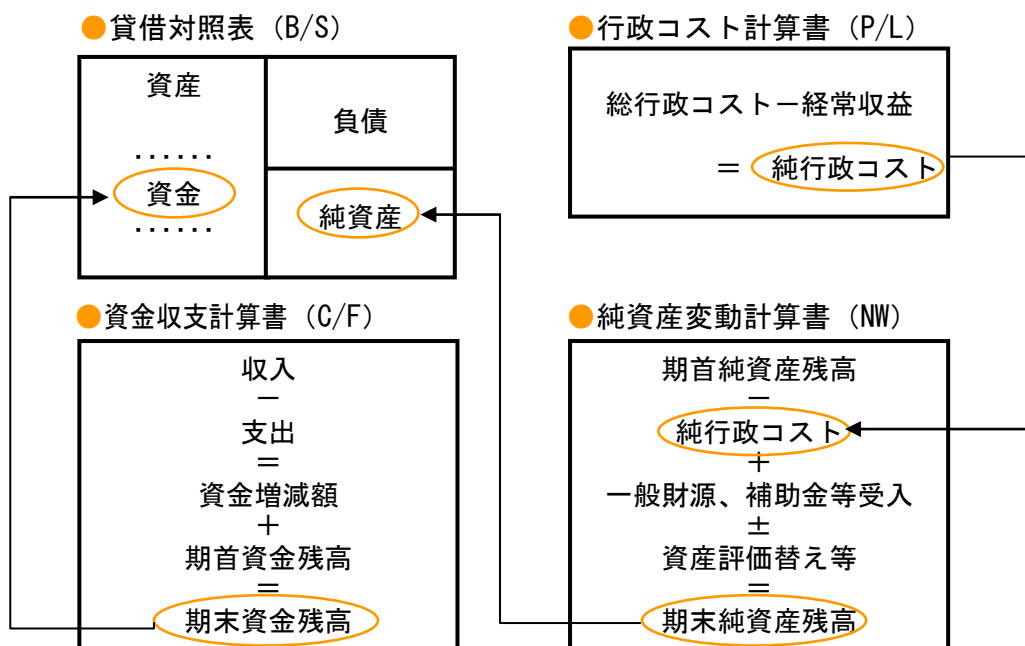 ●貸借対照表（B/S）
資産
‥‥‥
資金
‥‥‥
負債
純資産
●行政コスト計算書（P/L）
総行政コスト－経常収益
＝ 純行政コスト
●資金収支計算書（C/F）
収入
－
支出
＝
資金増減額
＋
期首資金残高
＝
期末資金残高
●純資産変動計算書（NW）
期首純資産残高
－
純行政コスト
＋
一般財源、補助金等受入
±
資産評価替え等
＝
期末純資産残高